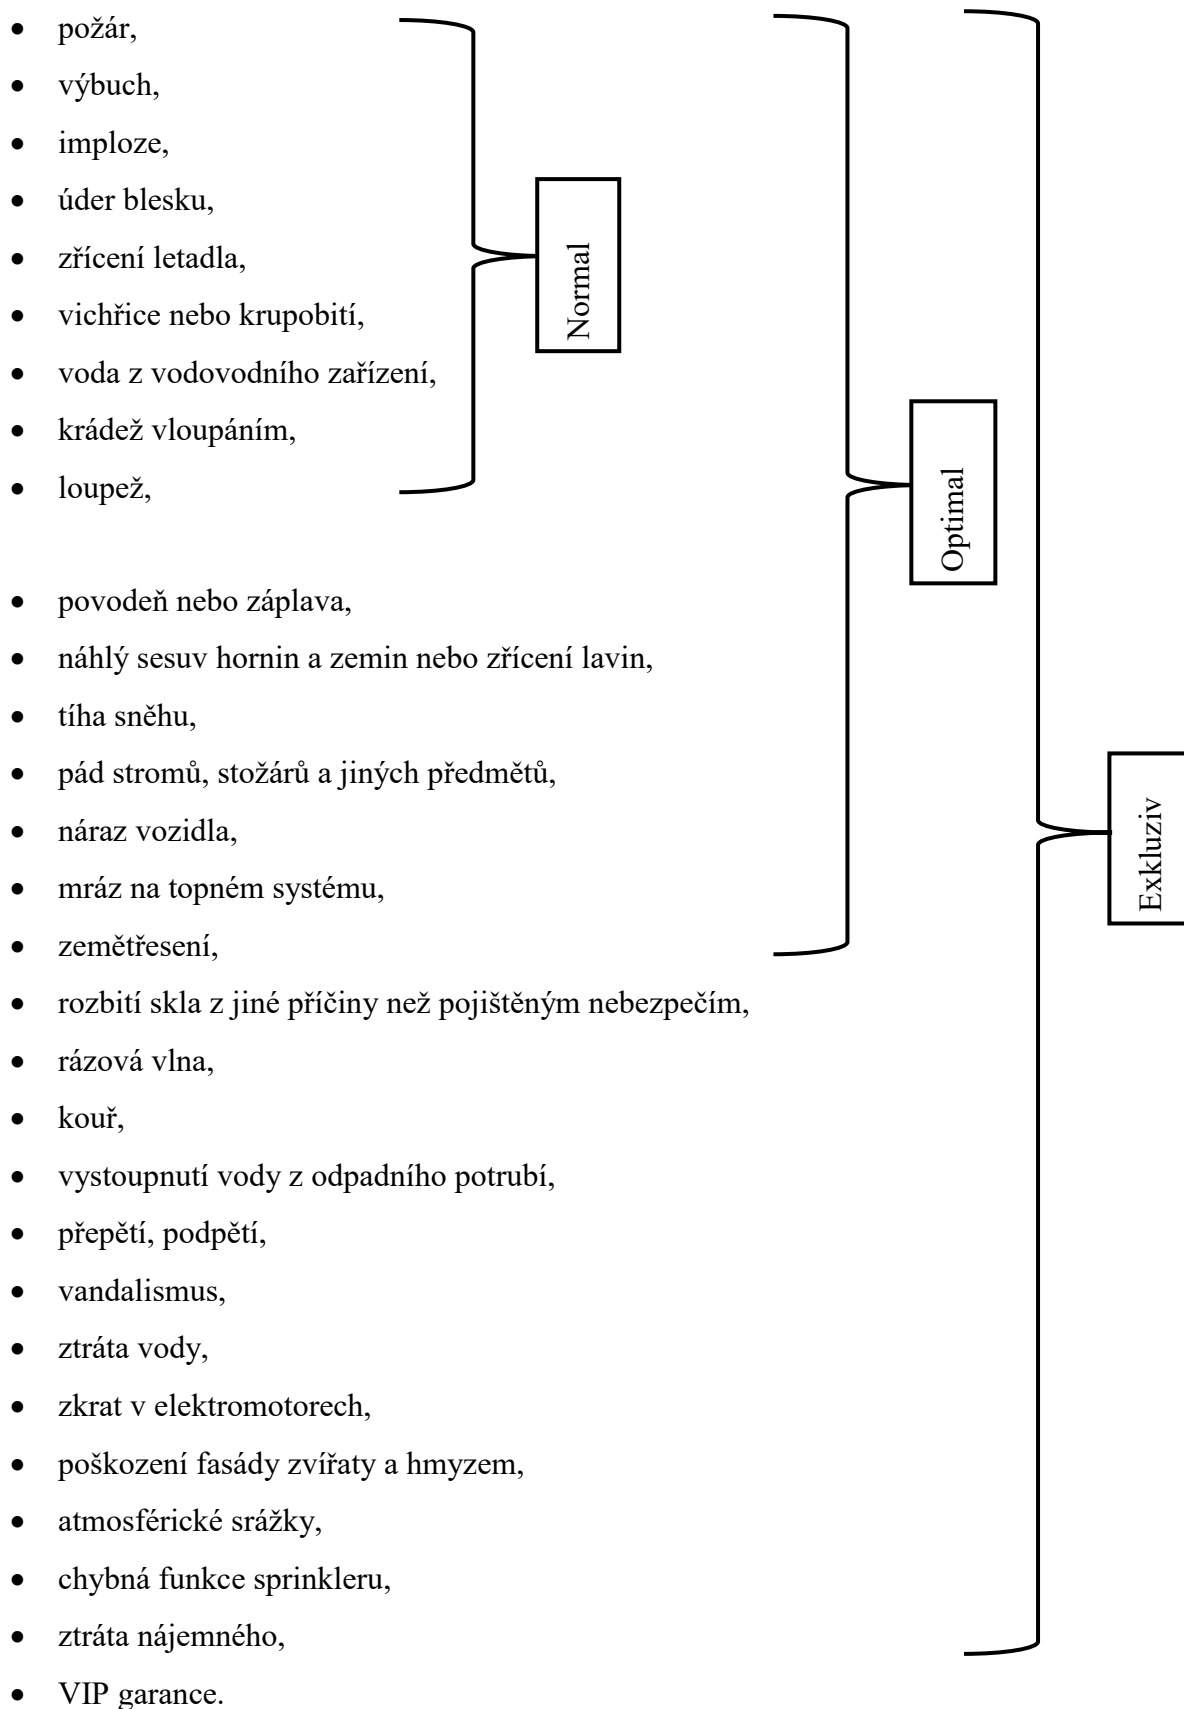 • požár,
• výbuch,
• imploze,
• úder blesku,
• zřícení letadla,
• vichřice nebo krupobití,
• voda z vodovodního zařízení,
• krádež vloupáním,
• loupež,
Normal
• povodeň nebo záplava,
• náhlý sesuv hornin a zemin nebo zřícení lavin,
• tíha sněhu,
• pád stromů, stožárů a jiných předmětů,
• náraz vozidla,
• mráz na topném systému,
• zemětřesení,
Optimal
• rozbití skla z jiné příčiny než pojištěným nebezpečím,
• rázová vlna,
• kouř,
• vystoupnutí vody z odpadního potrubí,
• přepětí, podpětí,
• vandalismus,
• ztráta vody,
• zkrat v elektromotorech,
• poškození fasády zvířaty a hmyzem,
• atmosférické srážky,
• chybná funkce sprinkleru,
• ztráta nájemného,
• VIP garance.
Exkluziv